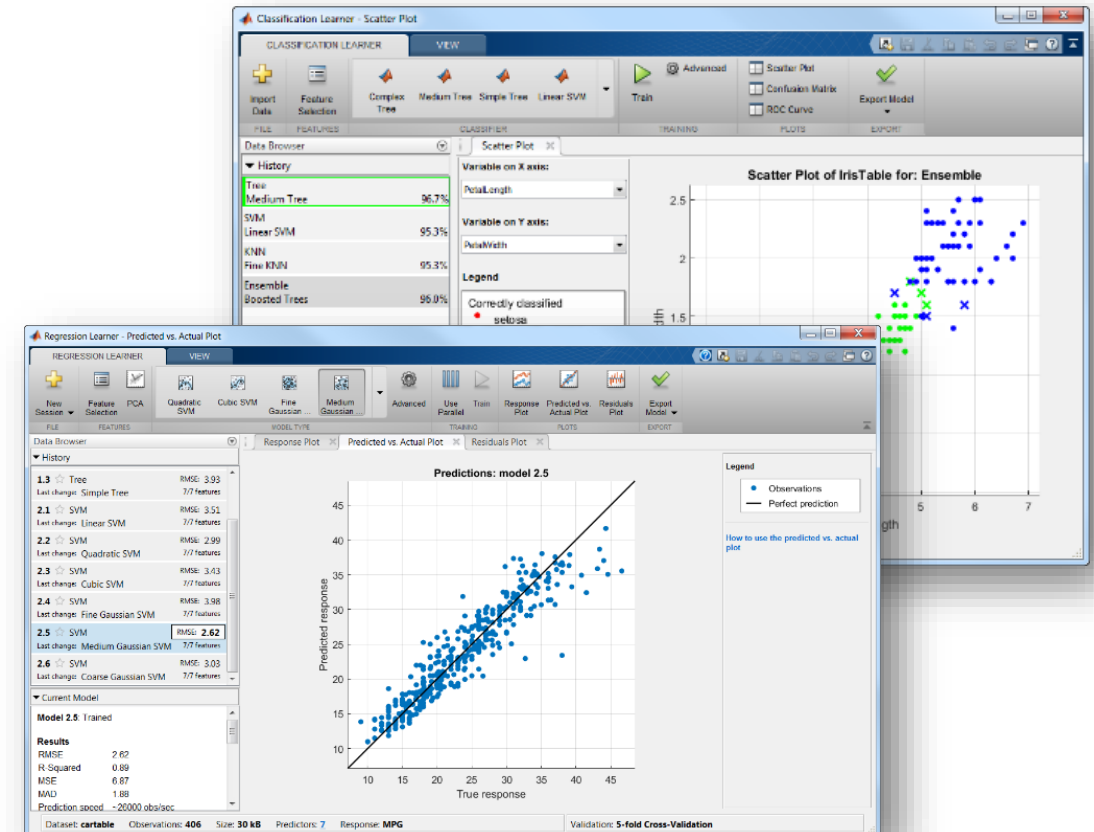 Classification Learner - Scatter Plot
CLASSIFICATION LEARNER VIEW
Import Data
Feature Selection
Complex Tree
Medium Tree
Simple Tree
Linear SVM
Train
Advanced
Scatter Plot
Confusion Matrix
ROC Curve
Export Model
FILE FEATURES CLASSIFIER TRAINING PLOTS EXPORT
Data Browser
Scatter Plot
History
Tree
Medium Tree 96.7%
SVM
Linear SVM 95.3%
KNN
Fine KNN 95.3%
Ensemble
Boosted Trees 96.0%
Variable on X axis:
PetalLength
Variable on Y axis:
PetalWidth
Legend
Correctly classified
setosa
Scatter Plot of IrisTable for: Ensemble
2.5
2
1.5
5 6 7
Regression Learner - Predicted vs. Actual Plot
REGRESSION LEARNER VIEW
New Session
Feature Selection
PCA
Quadratic SVM
Cubic SVM
Fine Gaussian ...
Medium Gaussian ...
Advanced
Use Parallel
Train
Response Plot
Predicted vs. Actual Plot
Residuals Plot
Export Model
FILE FEATURES MODEL TYPE TRAINING PLOTS EXPORT
Data Browser
Response Plot
Predicted vs. Actual Plot
Residuals Plot
History
1.3 Tree RMSE: 3.93
Last change: Simple Tree 7/7 features
2.1 SVM RMSE: 3.51
Last change: Linear SVM 7/7 features
2.2 SVM RMSE: 2.99
Last change: Quadratic SVM 7/7 features
2.3 SVM RMSE: 3.43
Last change: Cubic SVM 7/7 features
2.4 SVM RMSE: 3.98
Last change: Fine Gaussian SVM 7/7 features
2.5 SVM RMSE: 2.62
Last change: Medium Gaussian SVM 7/7 features
2.6 SVM RMSE: 3.03
Last change: Coarse Gaussian SVM 7/7 features
Current Model
Model 2.5: Trained
Results
RMSE 2.62
R-Squared 0.89
MSE 6.87
MAD 1.88
Prediction speed ~26000 obs/sec
Predictions: model 2.5
45
40
35
30
25
20
15
10
Predicted response
10 15 20 25 30 35 40 45
True response
Legend
Observations
Perfect prediction
How to use the predicted vs. actual
plot
Dataset: cartable Observations: 406 Size: 30 kB Predictors: 7 Response: MPG Validation: 5-fold Cross-Validation